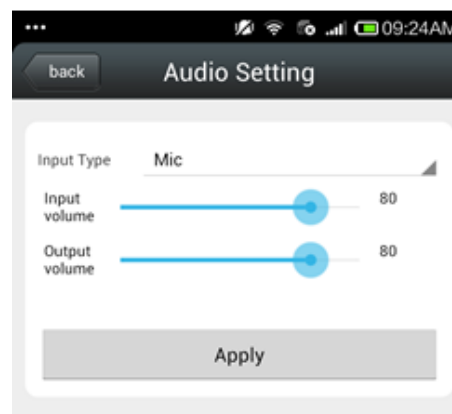 09:24AM
back
Audio Setting
Input Type
Mic
Input
volume
80
Output
volume
80
Apply